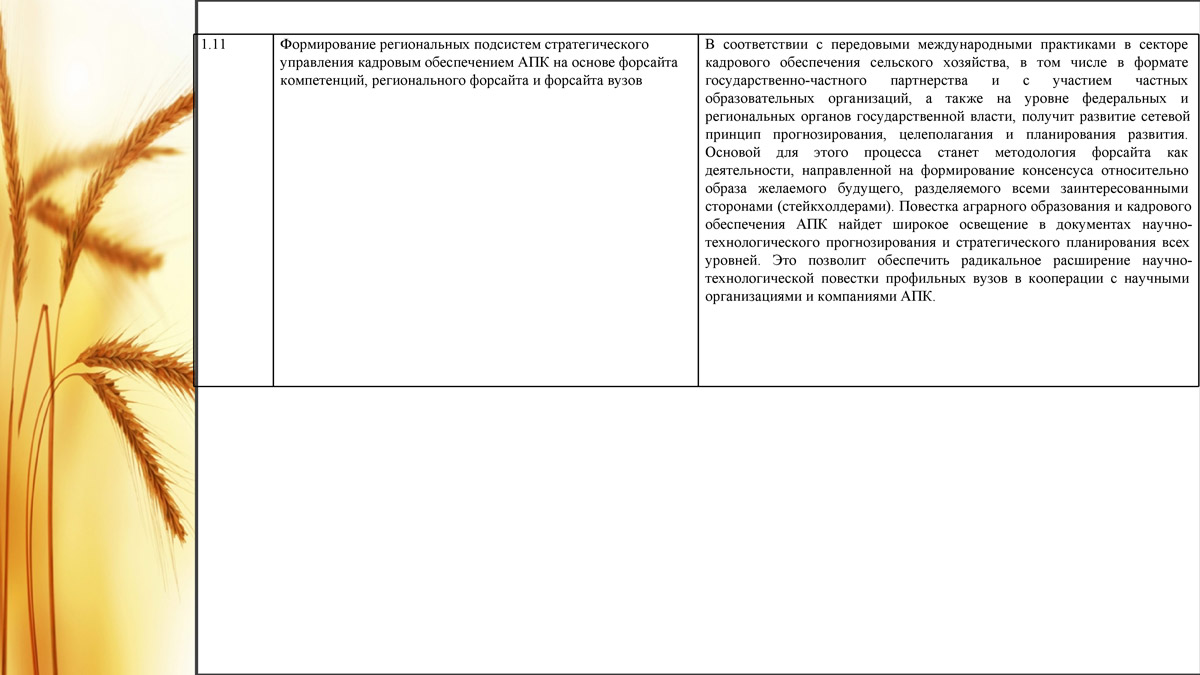 1.11
Формирование региональных подсистем стратегического
управления кадровым обеспечением АПК на основе форсайта
компетенций, регионального форсайта и форсайта вузов
В соответствии с передовыми международными практиками в секторе
кадрового обеспечения сельского хозяйства, в том числе в формате
государственно-частного партнерства и с участием частных
образовательных организаций, а также на уровне федеральных и
региональных органов государственной власти, получит развитие сетевой
принцип прогнозирования, целеполагания и планирования развития.
Основой для этого процесса станет методология форсайта как
деятельности, направленной на формирование консенсуса относительно
образа желаемого будущего, разделяемого всеми заинтересованными
сторонами (стейкхолдерами). Повестка аграрного образования и кадрового
обеспечения АПК найдет широкое освещение в документах научно-
технологического прогнозирования и стратегического планирования всех
уровней. Это позволит обеспечить радикальное расширение научно-
технологической повестки профильных вузов в кооперации с научными
организациями и компаниями АПК.